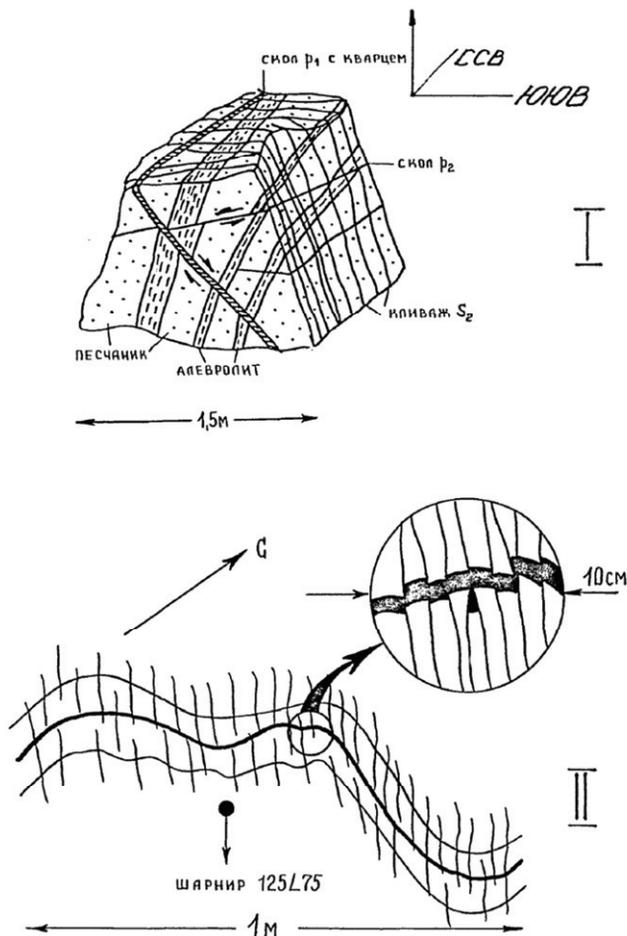 скол p₁ с кварцем
ССВ
ЮЮВ
скол p₂
I
кливаж S₂
песчаник
алевролит
1,5м
С
10см
II
шарнир 125∠75
1м